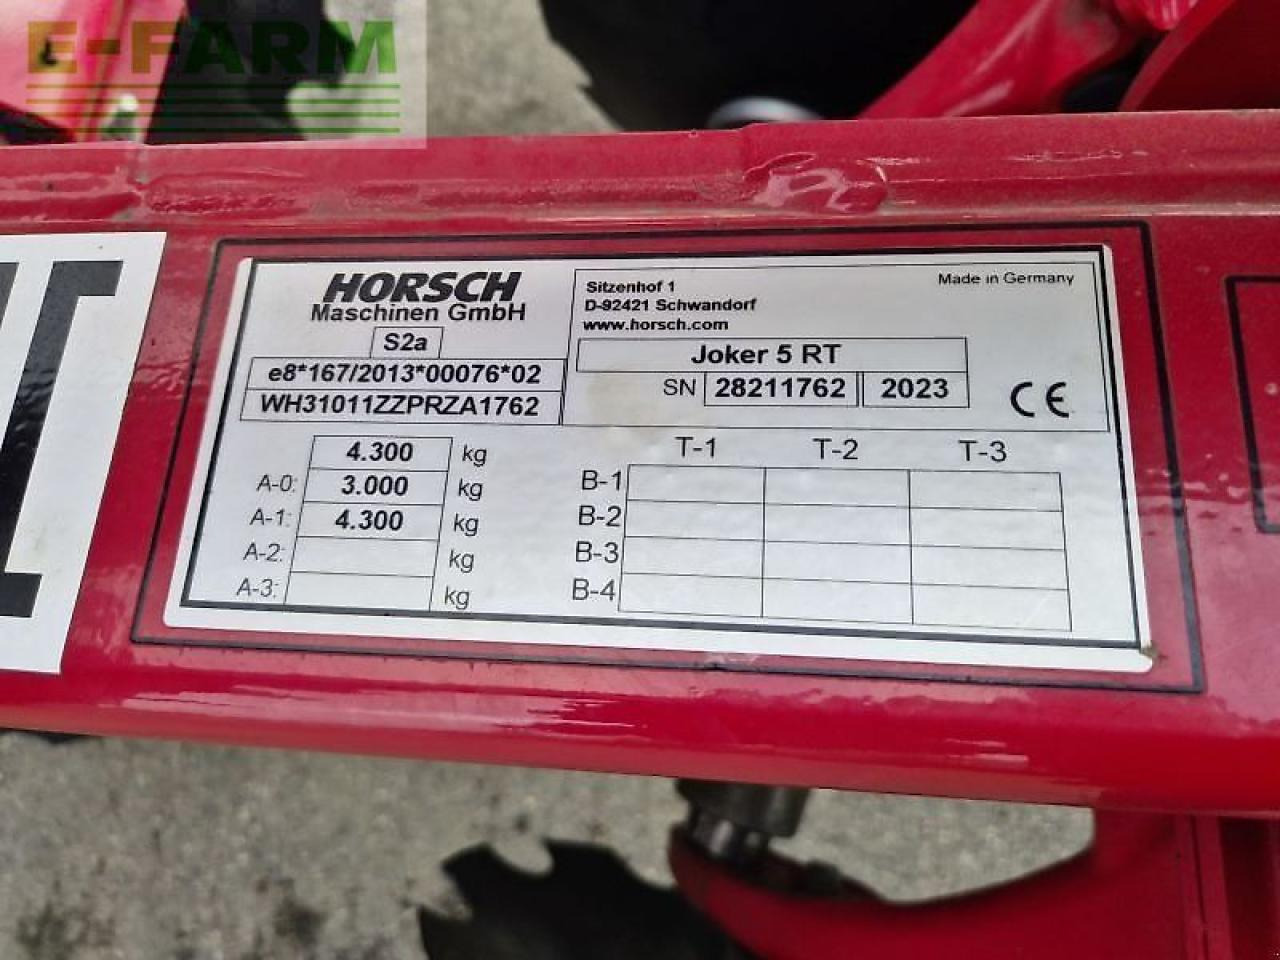 E-FARM
HORSCH
Maschinen GmbH
S2a
e8*167/2013*00076*02
WH31011ZZPRZA1762
Sitzenhof 1
D-92421 Schwandorf
www.horsch.com
Made in Germany
Joker 5 RT
SN 28211762 2023
CE
4.300 kg
A-0: 3.000 kg
A-1: 4.300 kg
A-2: kg
A-3: kg
T-1 T-2 T-3
B-1
B-2
B-3
B-4